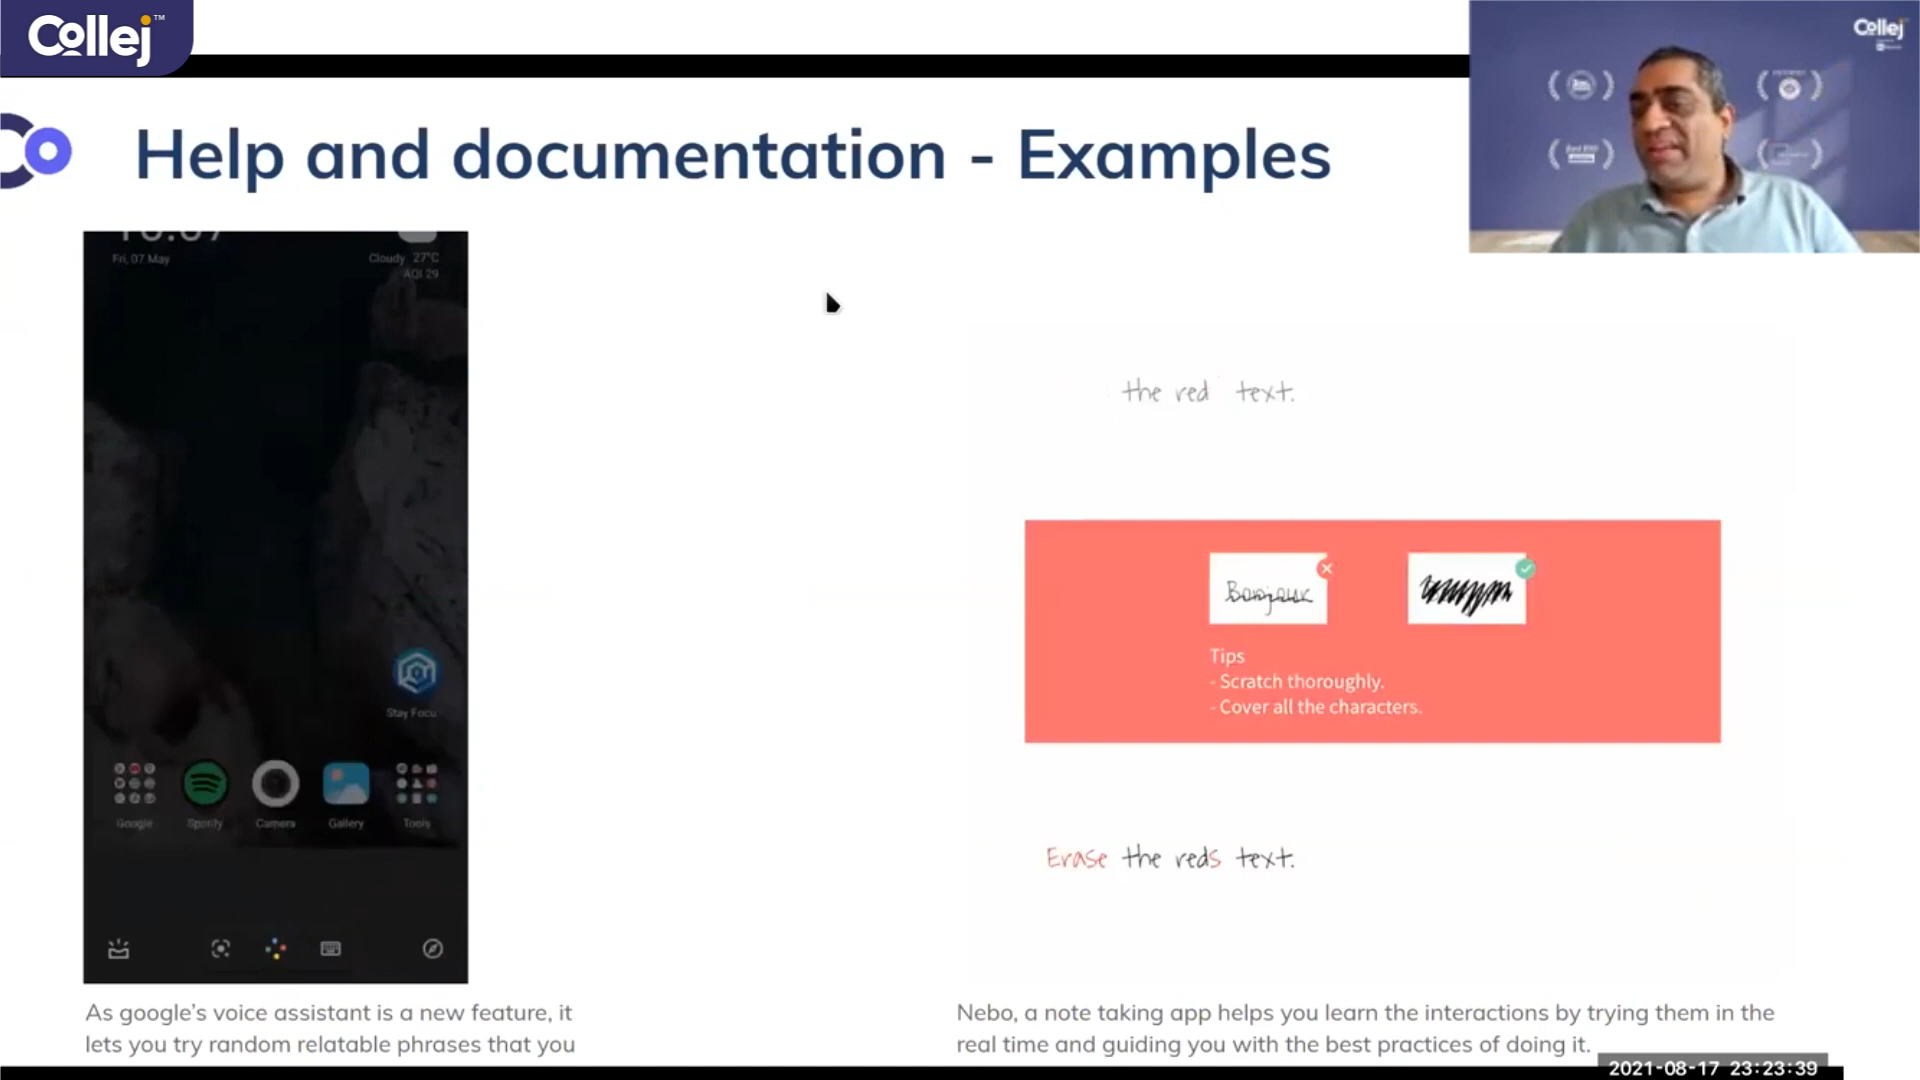 Collej™
Collej
Help and documentation - Examples
Fri, 07 May
Cloudy 27°C
AQI 29
Stay Focu
Google Spotify Camera Gallery Tools
the red text.
Bonjour
Tips
- Scratch thoroughly.
- Cover all the characters.
Erase the reds text.
As google's voice assistant is a new feature, it
lets you try random relatable phrases that you
Nebo, a note taking app helps you learn the interactions by trying them in the
real time and guiding you with the best practices of doing it.
2021-08-17 23:23:39